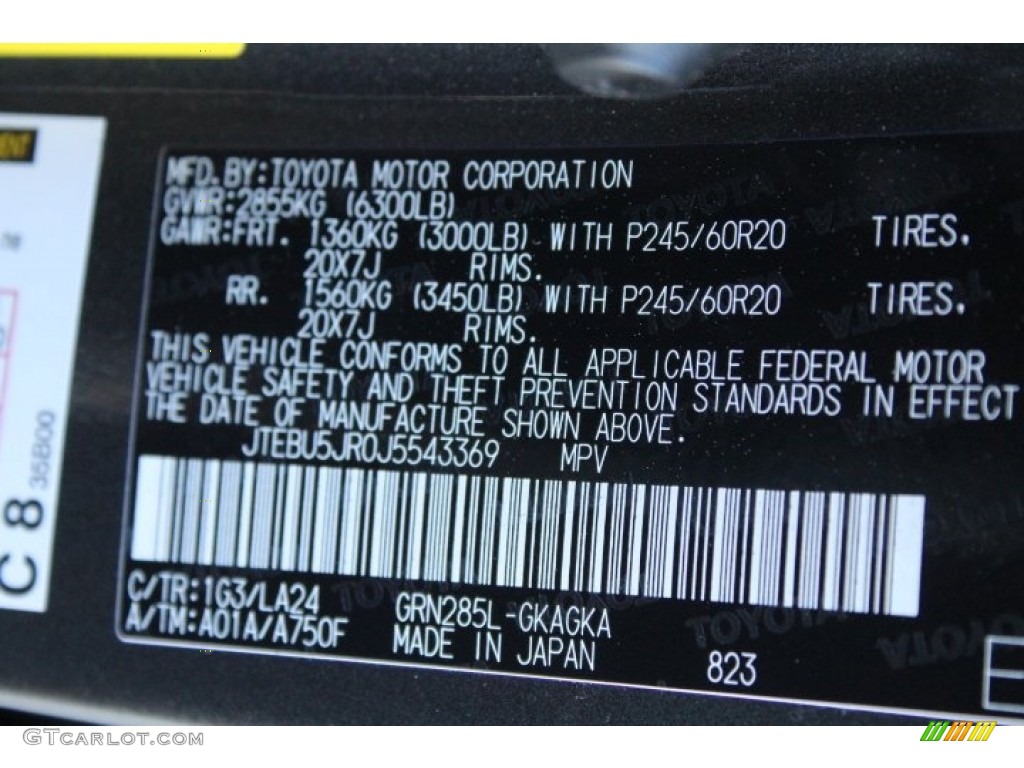 MFD. BY:TOYOTA MOTOR CORPORATION
GVWR:2855KG (6300LB)
GAWR:FRT. 1360KG (3000LB) WITH P245/60R20 TIRES.
20X7J RIMS.
RR. 1560KG (3450LB) WITH P245/60R20 TIRES.
20X7J RIMS.
THIS VEHICLE CONFORMS TO ALL APPLICABLE FEDERAL MOTOR
VEHICLE SAFETY AND THEFT PREVENTION STANDARDS IN EFFECT
THE DATE OF MANUFACTURE SHOWN ABOVE.
JTEBU5JR0J5543369 MPV
C/TR:1G3/LA24 GRN285L-GKAGKA
A/TM:A01A/A750F MADE IN JAPAN
823
C 8 35B00
GTcarlot.com